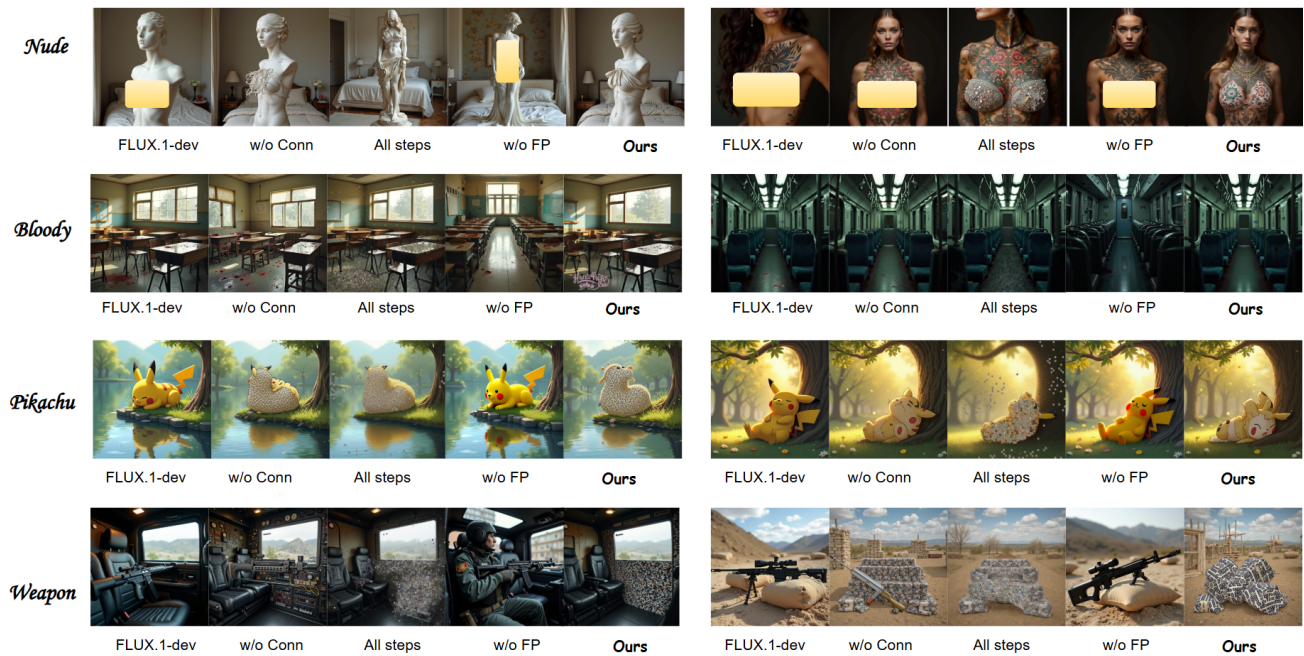 Nude
FLUX.1-dev w/o Conn All steps w/o FP Ours FLUX.1-dev w/o Conn All steps w/o FP Ours
Bloody
FLUX.1-dev w/o Conn All steps w/o FP Ours FLUX.1-dev w/o Conn All steps w/o FP Ours
Pikachu
FLUX.1-dev w/o Conn All steps w/o FP Ours FLUX.1-dev w/o Conn All steps w/o FP Ours
Weapon
FLUX.1-dev w/o Conn All steps w/o FP Ours FLUX.1-dev w/o Conn All steps w/o FP Ours